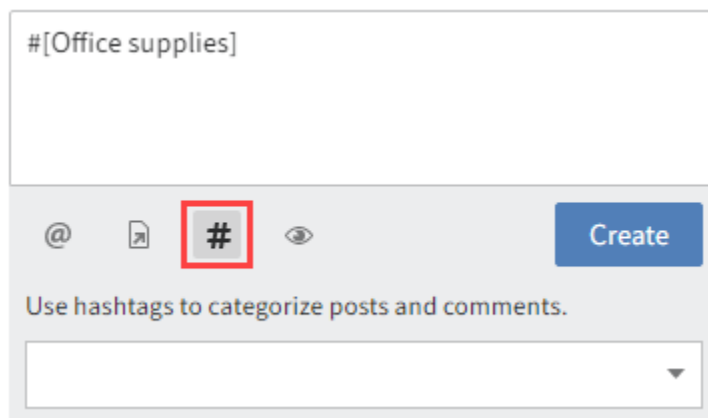 #[Office supplies]
@ # Create
Use hashtags to categorize posts and comments.